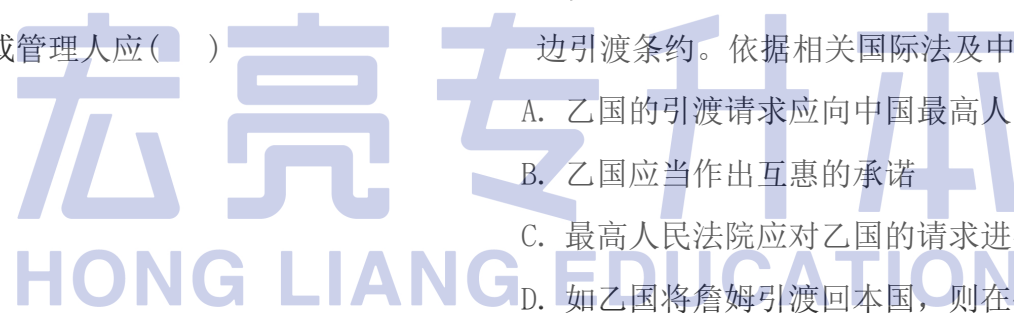 或管理人应(　　)
边引渡条约。依据相关国际法及中
A. 乙国的引渡请求应向中国最高人
B. 乙国应当作出互惠的承诺
C. 最高人民法院应对乙国的请求进
D. 如乙国将詹姆引渡回本国，则在
宏亮专升本
HONG LIANG EDUCATION